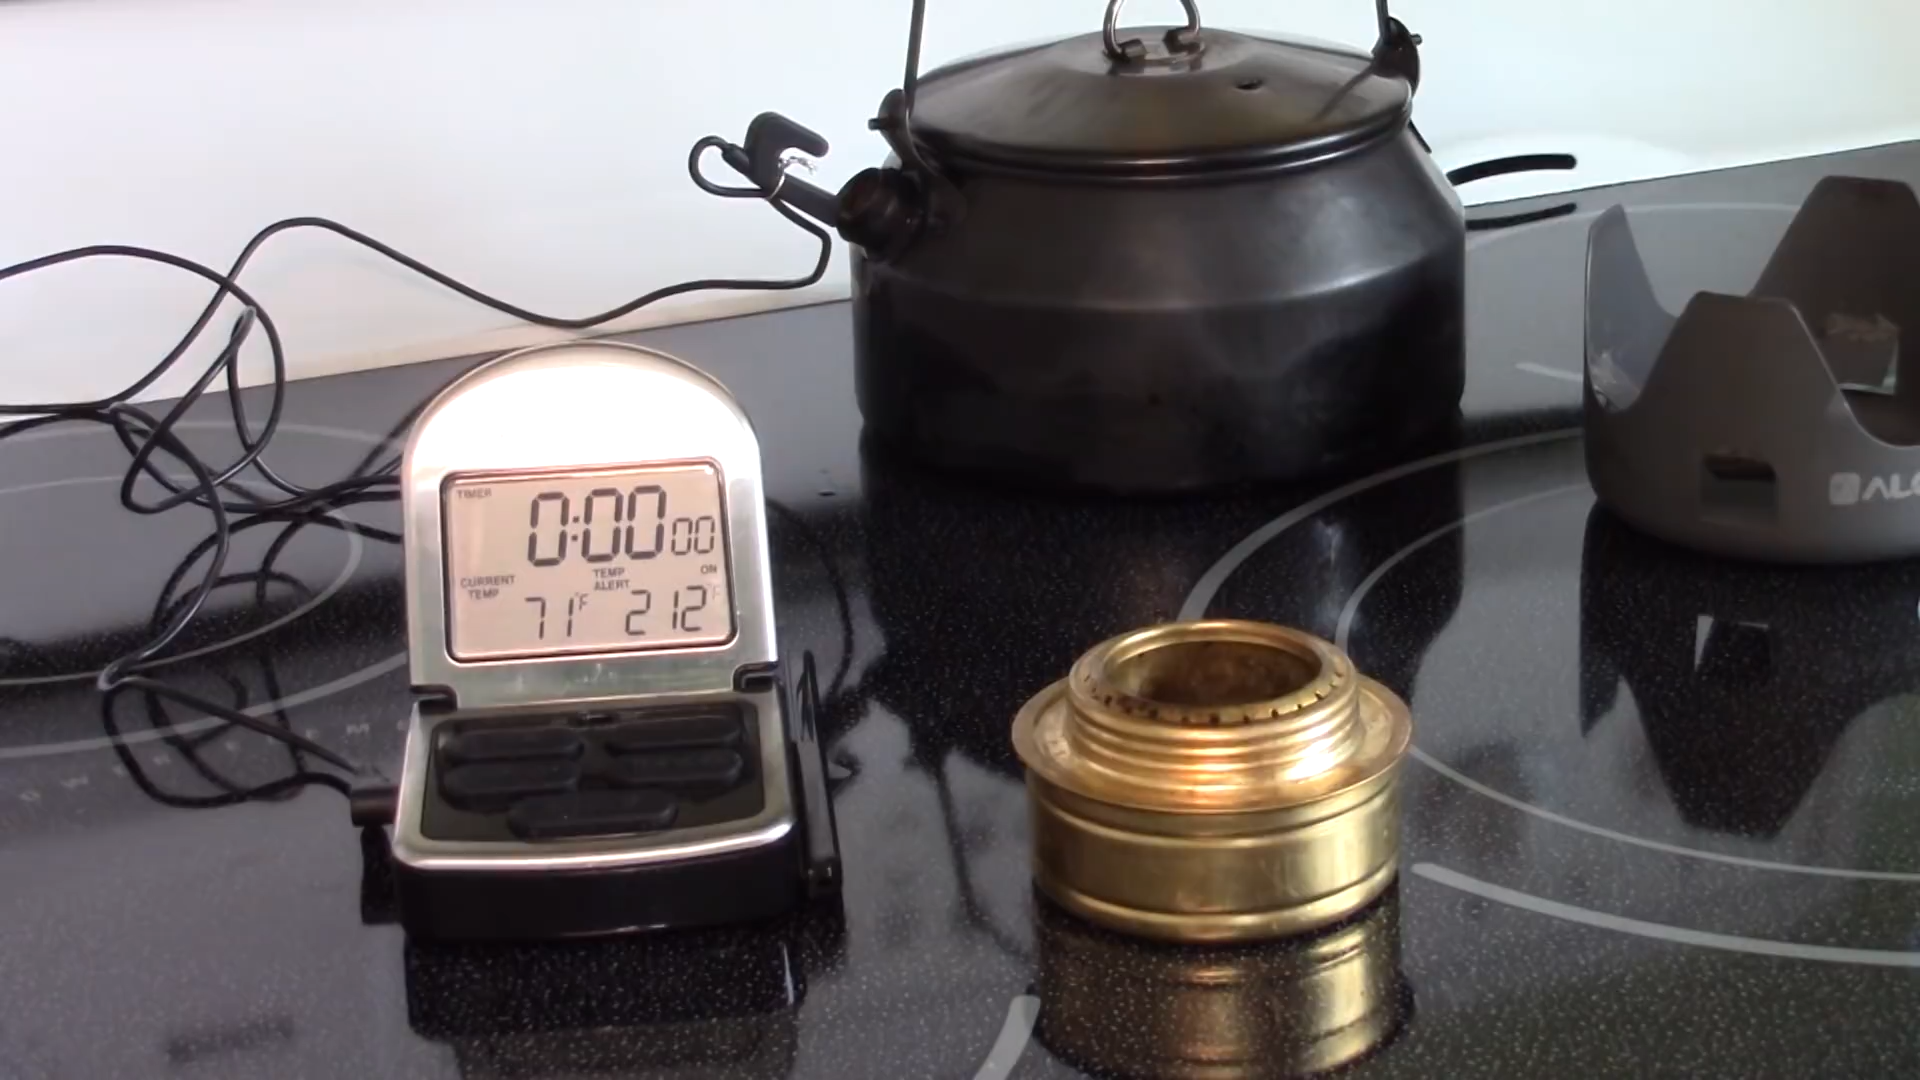 TIMER
0:00 00
CURRENT TEMP
TEMP ALERT
ON
71°F
212°F
ALO